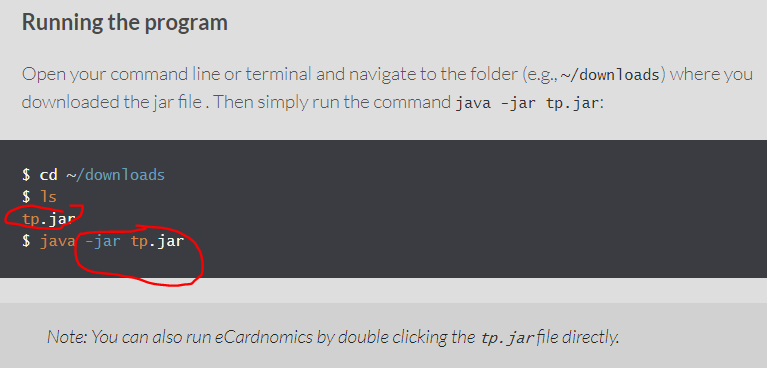 Running the program
Open your command line or terminal and navigate to the folder (e.g., ~/downloads) where you
downloaded the jar file . Then simply run the command java -jar tp.jar:
$ cd ~/downloads
$ ls
tp.jar
$ java -jar tp.jar
Note: You can also run eCardnomics by double clicking the tp.jar file directly.